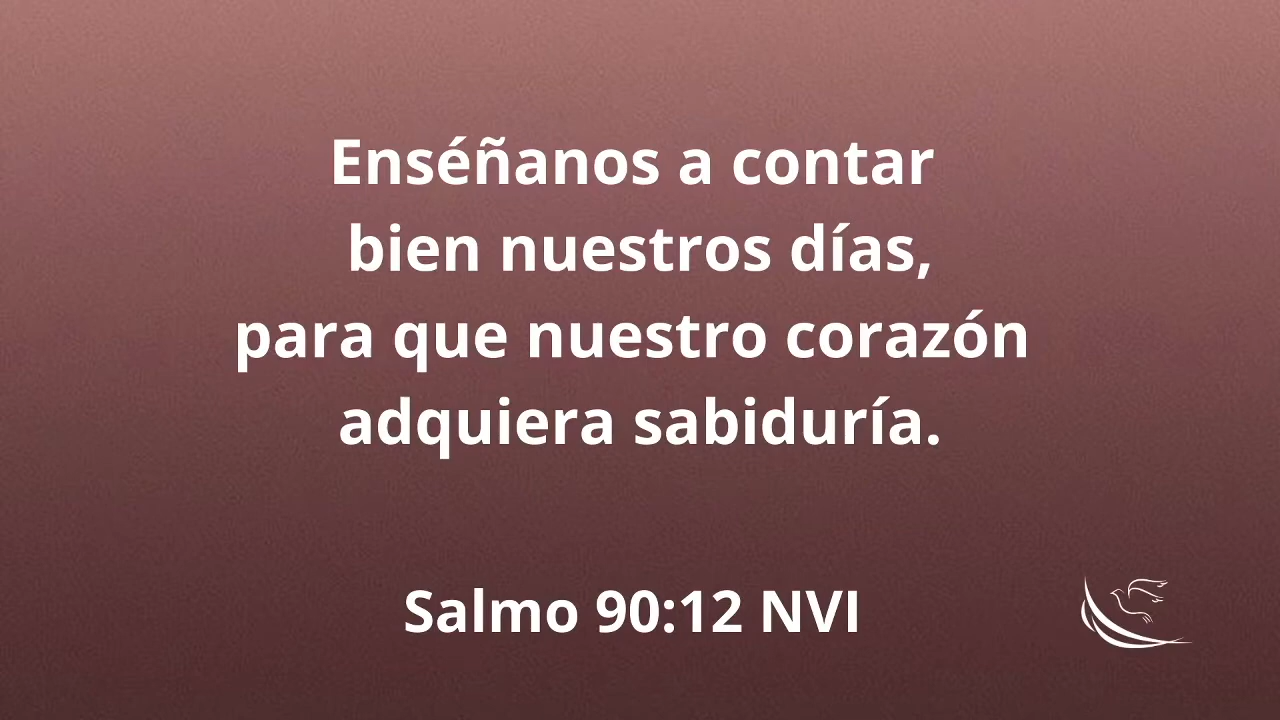 Enséñanos a contar
bien nuestros días,
para que nuestro corazón
adquiera sabiduría.
Salmo 90:12 NVI